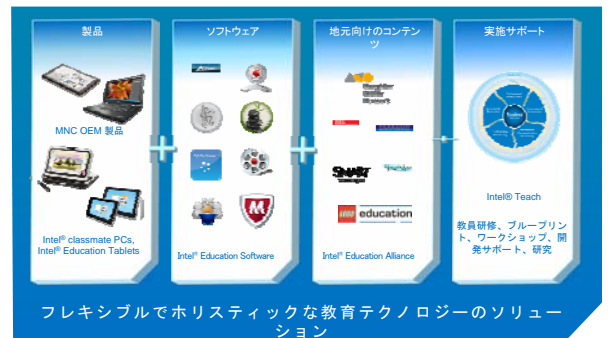 製品
MNC OEM 製品
Intel® classmate PCs,
Intel® Education Tablets
ソフトウェア
Intel® Education Software
地元向けのコンテン
ツ
SMART
education
Intel® Education Alliance
実施サポート
Intel® Teach
教員研修、ブループリン
ト、ワークショップ、開
発サポート、研究
フレキシブルでホリスティックな教育テクノロジーのソリュー
ション